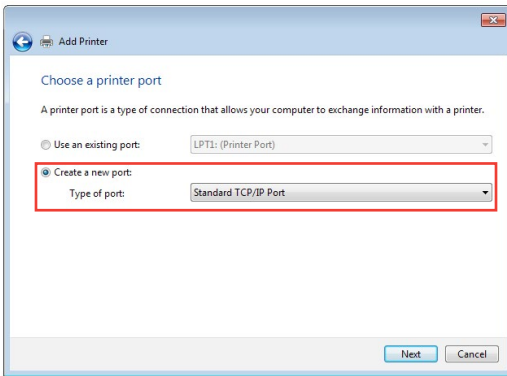 Add Printer
Choose a printer port
A printer port is a type of connection that allows your computer to exchange information with a printer.
Use an existing port: LPT1: (Printer Port)
Create a new port:
Type of port: Standard TCP/IP Port
Next Cancel